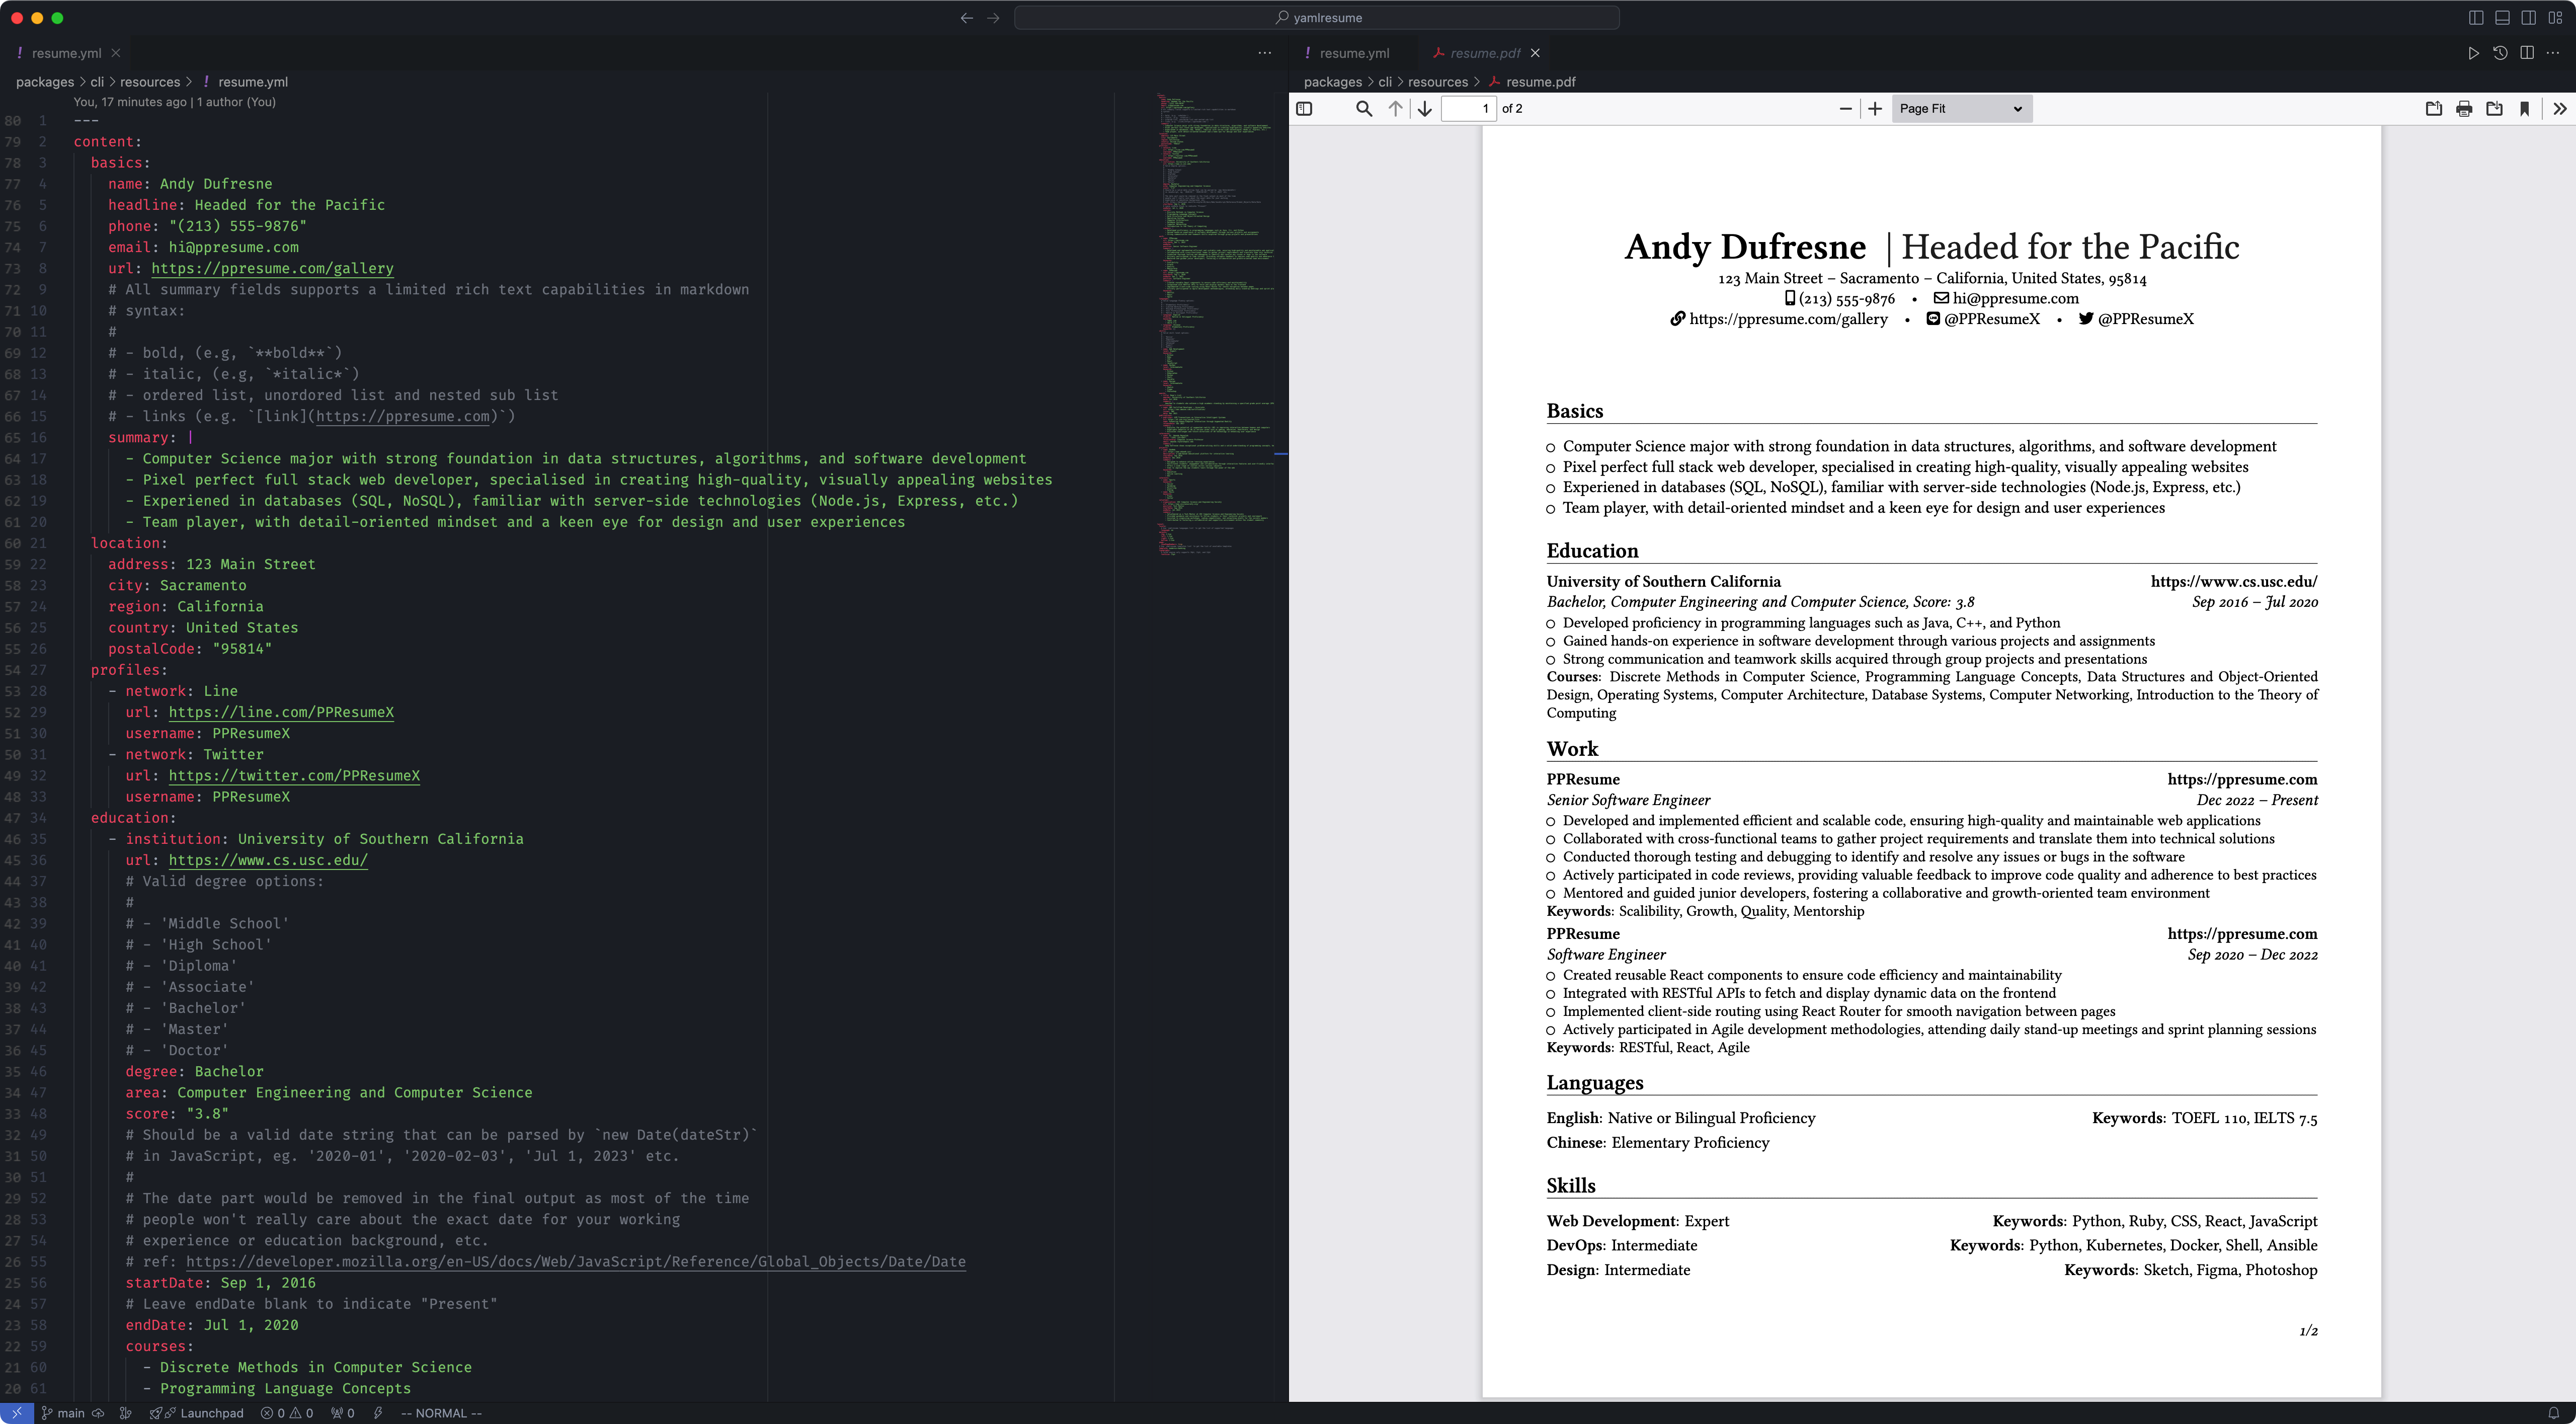 yamlresume
resume.yml
packages > cli > resources > ! resume.yml
You, 17 minutes ago | 1 author (You)
80 1 ---
79 2 content:
78 3 basics:
77 4 name: Andy Dufresne
76 5 headline: Headed for the Pacific
75 6 phone: "(213) 555-9876"
74 7 email: hi@ppresume.com
73 8 url: https://ppresume.com/gallery
72 9 # All summary fields supports a limited rich text capabilities in markdown
71 10 # syntax:
70 11 #
69 12 # - bold, (e.g, `**bold**`)
68 13 # - italic, (e.g, `*italic*`)
67 14 # - ordered list, unordored list and nested sub list
66 15 # - links (e.g. `[link](https://ppresume.com)`)
65 16 summary: |
64 17 - Computer Science major with strong foundation in data structures, algorithms, and software development
63 18 - Pixel perfect full stack web developer, specialised in creating high-quality, visually appealing websites
62 19 - Experiened in databases (SQL, NoSQL), familiar with server-side technologies (Node.js, Express, etc.)
61 20 - Team player, with detail-oriented mindset and a keen eye for design and user experiences
60 21 location:
59 22 address: 123 Main Street
58 23 city: Sacramento
57 24 region: California
56 25 country: United States
55 26 postalCode: "95814"
54 27 profiles:
53 28 - network: Line
52 29 url: https://line.com/PPResumeX
51 30 username: PPResumeX
50 31 - network: Twitter
49 32 url: https://twitter.com/PPResumeX
48 33 username: PPResumeX
47 34 education:
46 35 - institution: University of Southern California
45 36 url: https://www.cs.usc.edu/
44 37 # Valid degree options:
43 38 #
42 39 # - 'Middle School'
41 40 # - 'High School'
40 41 # - 'Diploma'
39 42 # - 'Associate'
38 43 # - 'Bachelor'
37 44 # - 'Master'
36 45 # - 'Doctor'
35 46 degree: Bachelor
34 47 area: Computer Engineering and Computer Science
33 48 score: "3.8"
32 49 # Should be a valid date string that can be parsed by `new Date(dateStr)`
31 50 # in JavaScript, eg. '2020-01', '2020-02-03', 'Jul 1, 2023' etc.
30 51 #
29 52 # The date part would be removed in the final output as most of the time
28 53 # people won't really care about the exact date for your working
27 54 # experience or education background, etc.
26 55 # ref: https://developer.mozilla.org/en-US/docs/Web/JavaScript/Reference/Global_Objects/Date/Date
25 56 startDate: Sep 1, 2016
24 57 # Leave endDate blank to indicate "Present"
23 58 endDate: Jul 1, 2020
22 59 courses:
21 60 - Discrete Methods in Computer Science
20 61 - Programming Language Concepts
main
Launchpad
0 0
0
-- NORMAL --
resume.yml
resume.pdf
packages > cli > resources > resume.pdf
1 of 2
Page Fit
Andy Dufresne | Headed for the Pacific
123 Main Street – Sacramento – California, United States, 95814
(213) 555-9876 • hi@ppresume.com
https://ppresume.com/gallery • @PPResumeX • @PPResumeX
Basics
Computer Science major with strong foundation in data structures, algorithms, and software development
Pixel perfect full stack web developer, specialised in creating high-quality, visually appealing websites
Experiened in databases (SQL, NoSQL), familiar with server-side technologies (Node.js, Express, etc.)
Team player, with detail-oriented mindset and a keen eye for design and user experiences
Education
University of Southern California https://www.cs.usc.edu/
Bachelor, Computer Engineering and Computer Science, Score: 3.8 Sep 2016 – Jul 2020
Developed proficiency in programming languages such as Java, C++, and Python
Gained hands-on experience in software development through various projects and assignments
Strong communication and teamwork skills acquired through group projects and presentations
Courses: Discrete Methods in Computer Science, Programming Language Concepts, Data Structures and Object-Oriented
Design, Operating Systems, Computer Architecture, Database Systems, Computer Networking, Introduction to the Theory of
Computing
Work
PPResume https://ppresume.com
Senior Software Engineer Dec 2022 – Present
Developed and implemented efficient and scalable code, ensuring high-quality and maintainable web applications
Collaborated with cross-functional teams to gather project requirements and translate them into technical solutions
Conducted thorough testing and debugging to identify and resolve any issues or bugs in the software
Actively participated in code reviews, providing valuable feedback to improve code quality and adherence to best practices
Mentored and guided junior developers, fostering a collaborative and growth-oriented team environment
Keywords: Scalibility, Growth, Quality, Mentorship
PPResume https://ppresume.com
Software Engineer Sep 2020 – Dec 2022
Created reusable React components to ensure code efficiency and maintainability
Integrated with RESTful APIs to fetch and display dynamic data on the frontend
Implemented client-side routing using React Router for smooth navigation between pages
Actively participated in Agile development methodologies, attending daily stand-up meetings and sprint planning sessions
Keywords: RESTful, React, Agile
Languages
English: Native or Bilingual Proficiency Keywords: TOEFL 110, IELTS 7.5
Chinese: Elementary Proficiency
Skills
Web Development: Expert Keywords: Python, Ruby, CSS, React, JavaScript
DevOps: Intermediate Keywords: Python, Kubernetes, Docker, Shell, Ansible
Design: Intermediate Keywords: Sketch, Figma, Photoshop
1/2